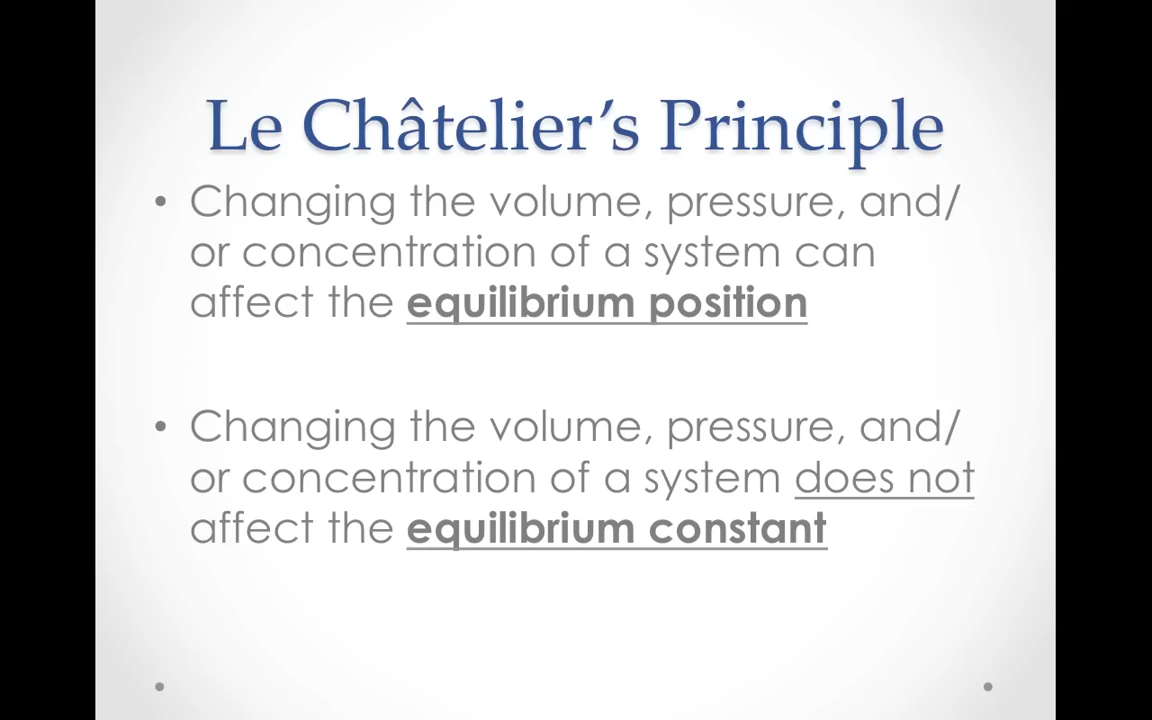 Le Châtelier’s Principle
• Changing the volume, pressure, and/
or concentration of a system can
affect the equilibrium position
• Changing the volume, pressure, and/
or concentration of a system does not
affect the equilibrium constant